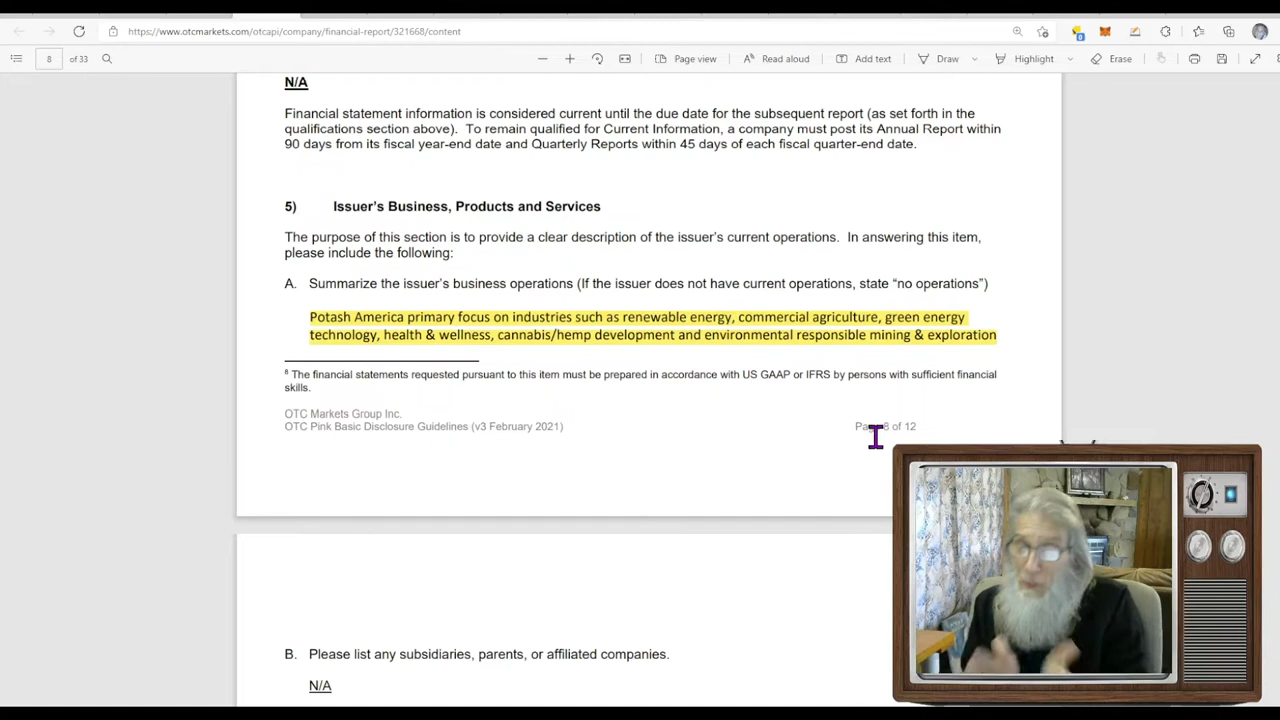 https://www.otcmarkets.com/otcapi/company/financial-report/321668/content
8 of 33
Page view
Read aloud
Add text
Draw
Highlight
Erase
N/A
Financial statement information is considered current until the due date for the subsequent report (as set forth in the
qualifications section above). To remain qualified for Current Information, a company must post its Annual Report within
90 days from its fiscal year-end date and Quarterly Reports within 45 days of each fiscal quarter-end date.
5) Issuer's Business, Products and Services
The purpose of this section is to provide a clear description of the issuer's current operations. In answering this item,
please include the following:
A. Summarize the issuer's business operations (If the issuer does not have current operations, state "no operations")
Potash America primary focus on industries such as renewable energy, commercial agriculture, green energy
technology, health & wellness, cannabis/hemp development and environmental responsible mining & exploration
8 The financial statements requested pursuant to this item must be prepared in accordance with US GAAP or IFRS by persons with sufficient financial
skills.
OTC Markets Group Inc.
OTC Pink Basic Disclosure Guidelines (v3 February 2021)
Page 8 of 12
B. Please list any subsidiaries, parents, or affiliated companies.
N/A